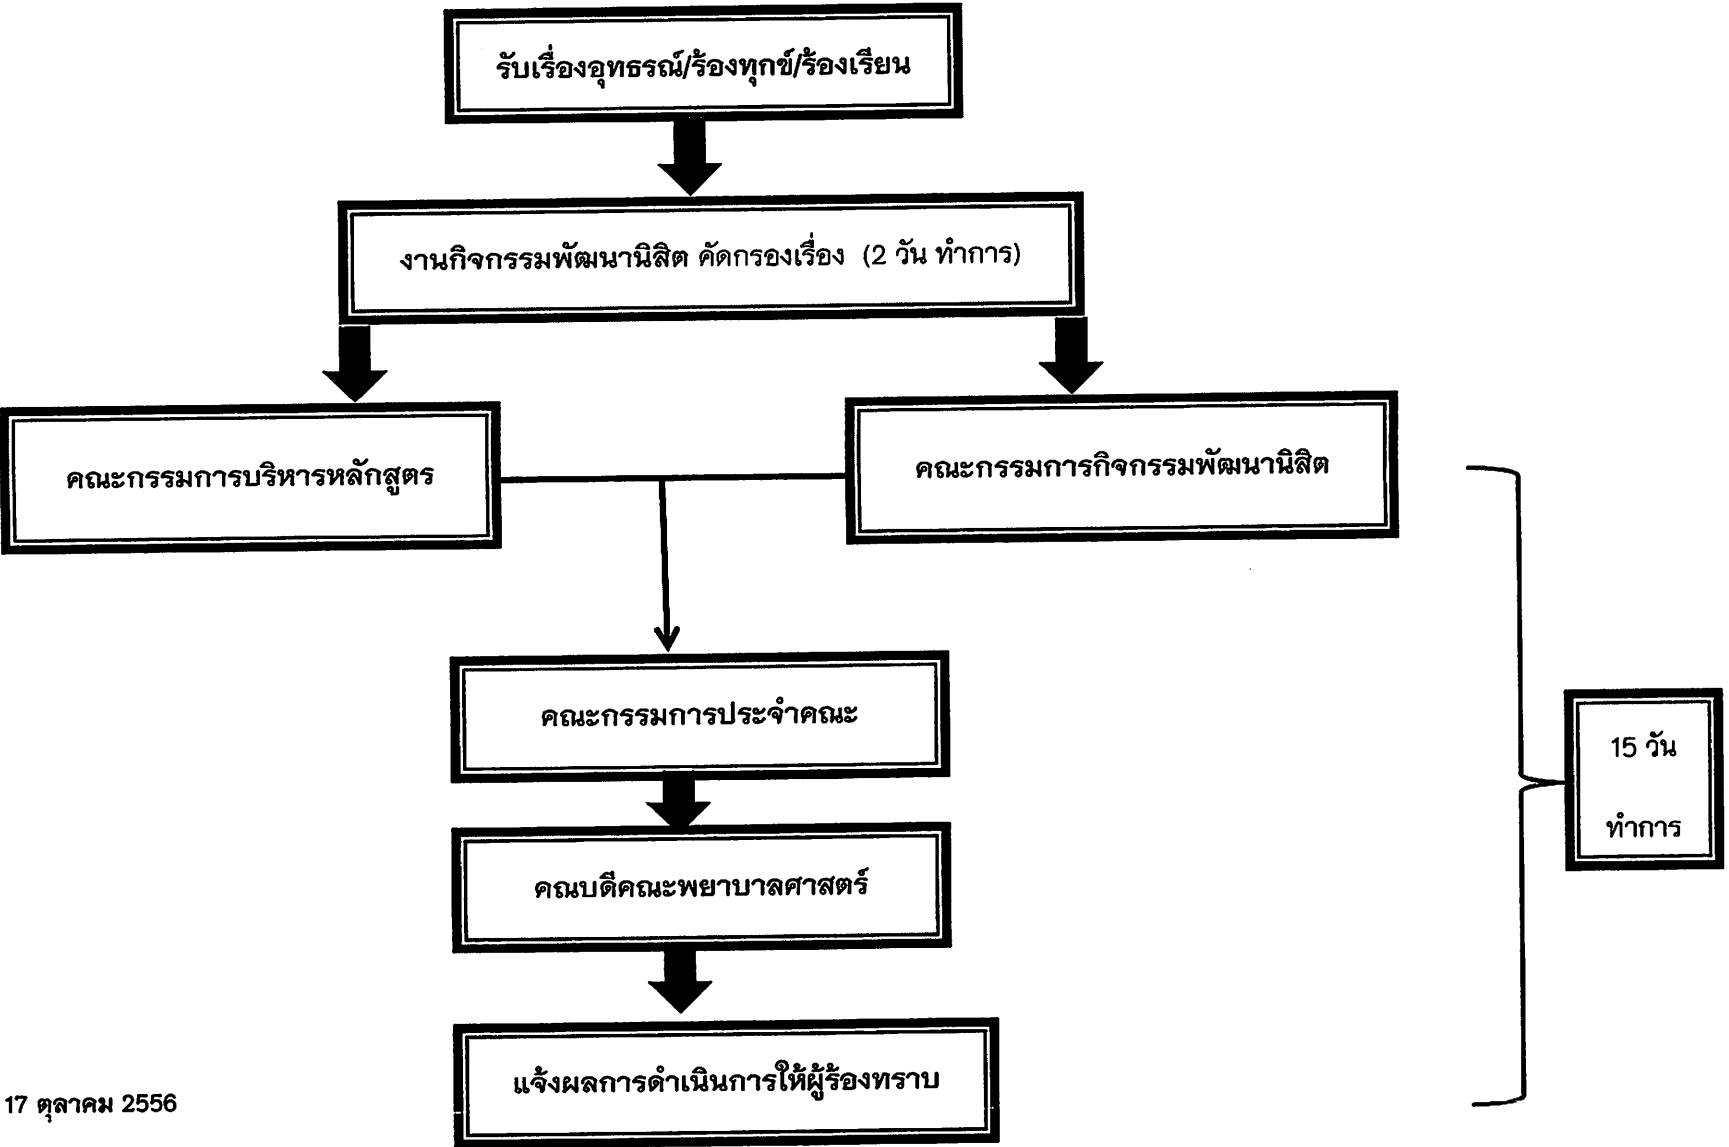 รับเรื่องอุทธรณ์/ร้องทุกข์/ร้องเรียน
งานกิจกรรมพัฒนานิสิต คัดกรองเรื่อง (2 วัน ทำการ)
คณะกรรมการบริหารหลักสูตร
คณะกรรมการกิจกรรมพัฒนานิสิต
คณะกรรมการประจำคณะ
15 วัน
ทำการ
คณบดีคณะพยาบาลศาสตร์
แจ้งผลการดำเนินการให้ผู้ร้องทราบ
17 ตุลาคม 2556